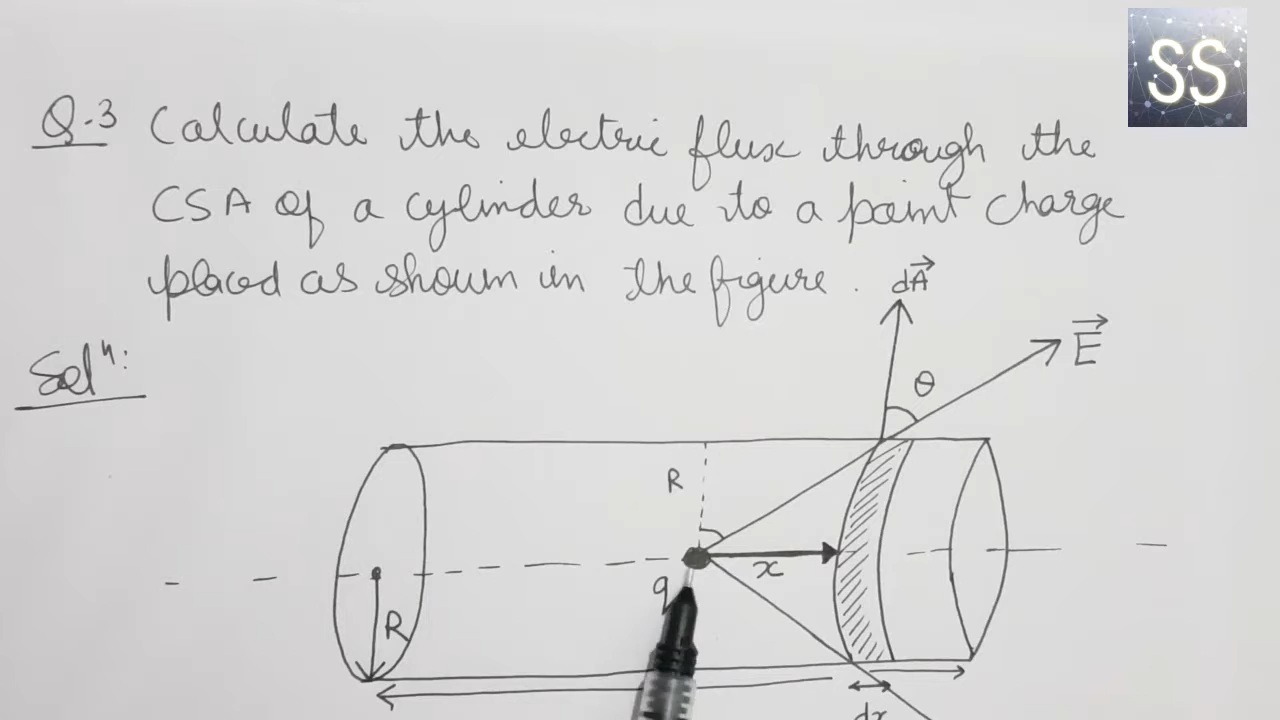 SS
Q-3 Calculate the electric flux through the
CSA of a cylinder due to a point charge
placed as shown in the figure.
dA
E
Solⁿ:
θ
R
x
q
R
dx